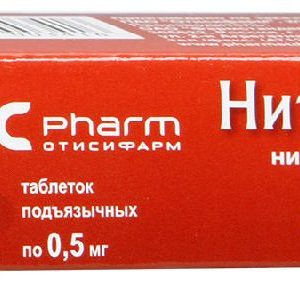 C pharm
ОТИСИФАРМ
таблеток
подъязычных
по 0,5 мг
Нит
ни